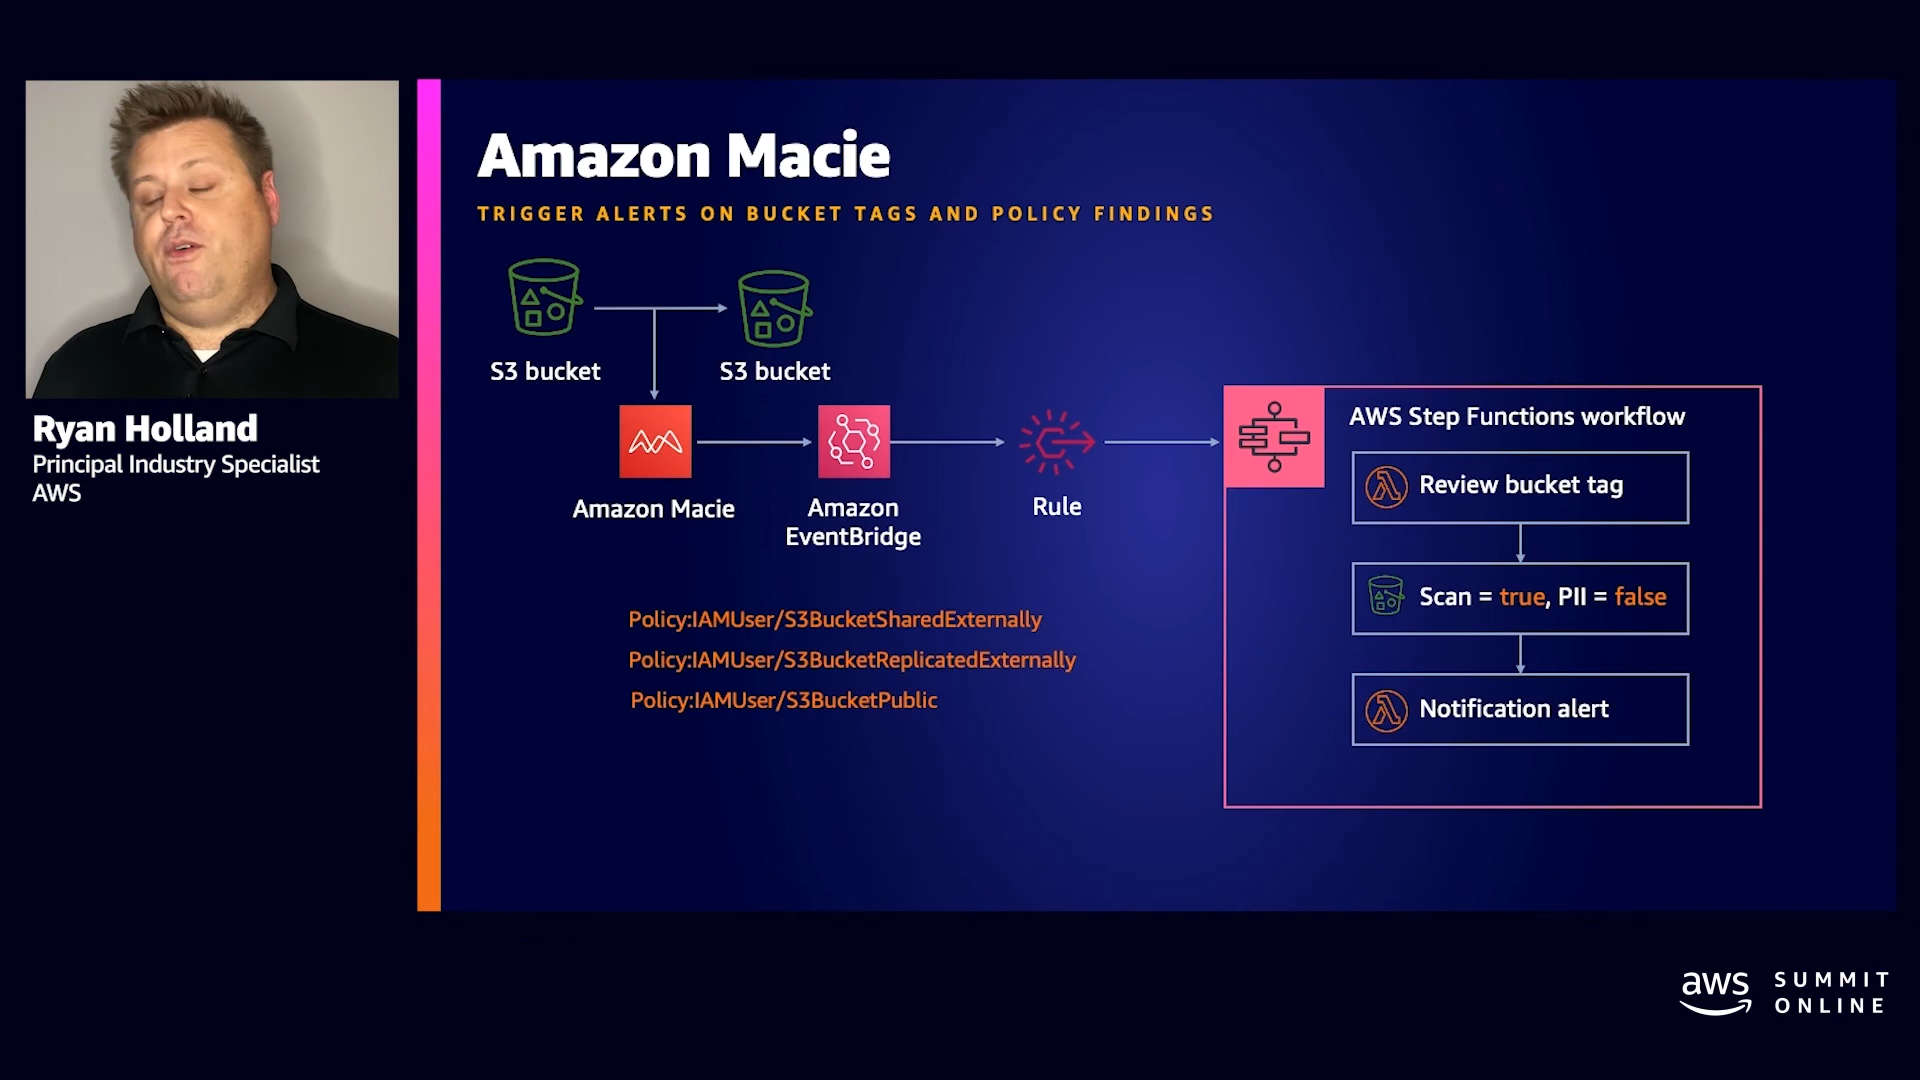 Amazon Macie
TRIGGER ALERTS ON BUCKET TAGS AND POLICY FINDINGS
S3 bucket
S3 bucket
Ryan Holland
Principal Industry Specialist
AWS
Amazon Macie
Amazon
EventBridge
Rule
AWS Step Functions workflow
Review bucket tag
Scan = true, PII = false
Notification alert
Policy:IAMUser/S3BucketSharedExternally
Policy:IAMUser/S3BucketReplicatedExternally
Policy:IAMUser/S3BucketPublic
aws SUMMIT
ONLINE